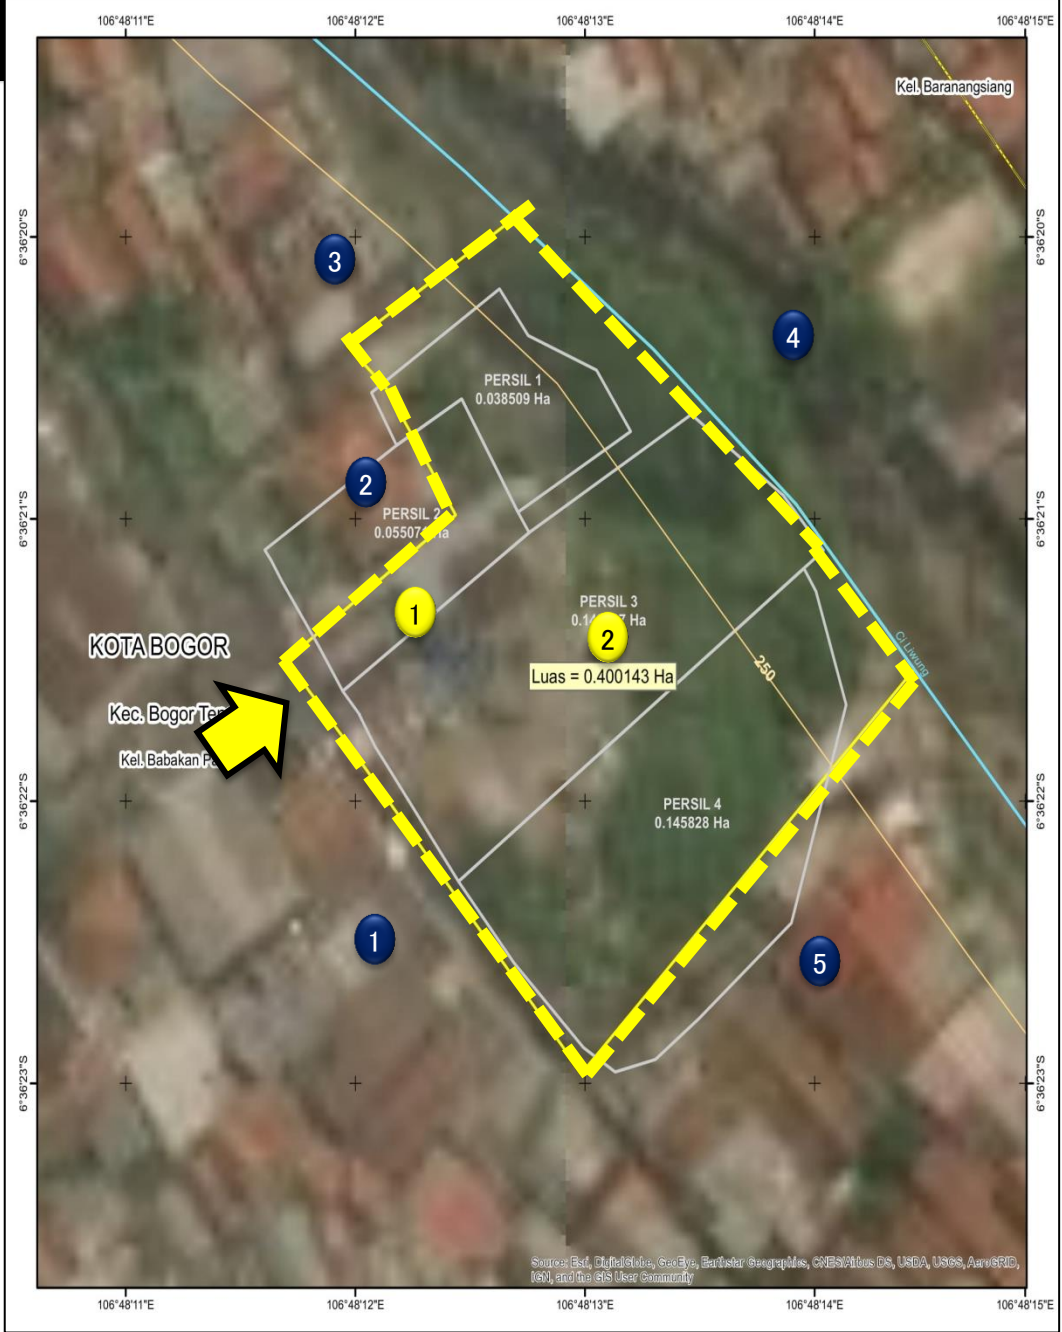 106°48'11"E 106°48'12"E 106°48'13"E 106°48'14"E 106°48'15"E
Kel. Baranangsiang
6°36'20"S 6°36'20"S
3
4
PERSIL 1
0.038509 Ha
2
PERSIL 2
6°36'21"S 6°36'21"S
PERSIL 3
1
2
Ha
KOTA BOGOR
Luas = 0.400143 Ha
250
Ci Liwung
Kec. Bogor
Kel. Babakan
6°36'22"S 6°36'22"S
PERSIL 4
0.145828 Ha
1
5
6°36'23"S 6°36'23"S
Source: Esri, DigitalGlobe, GeoEye, Earthstar Geographics, CNES/Airbus DS, USDA, USGS, AeroGRID,
IGN, and the GIS User Community
106°48'11"E 106°48'12"E 106°48'13"E 106°48'14"E 106°48'15"E